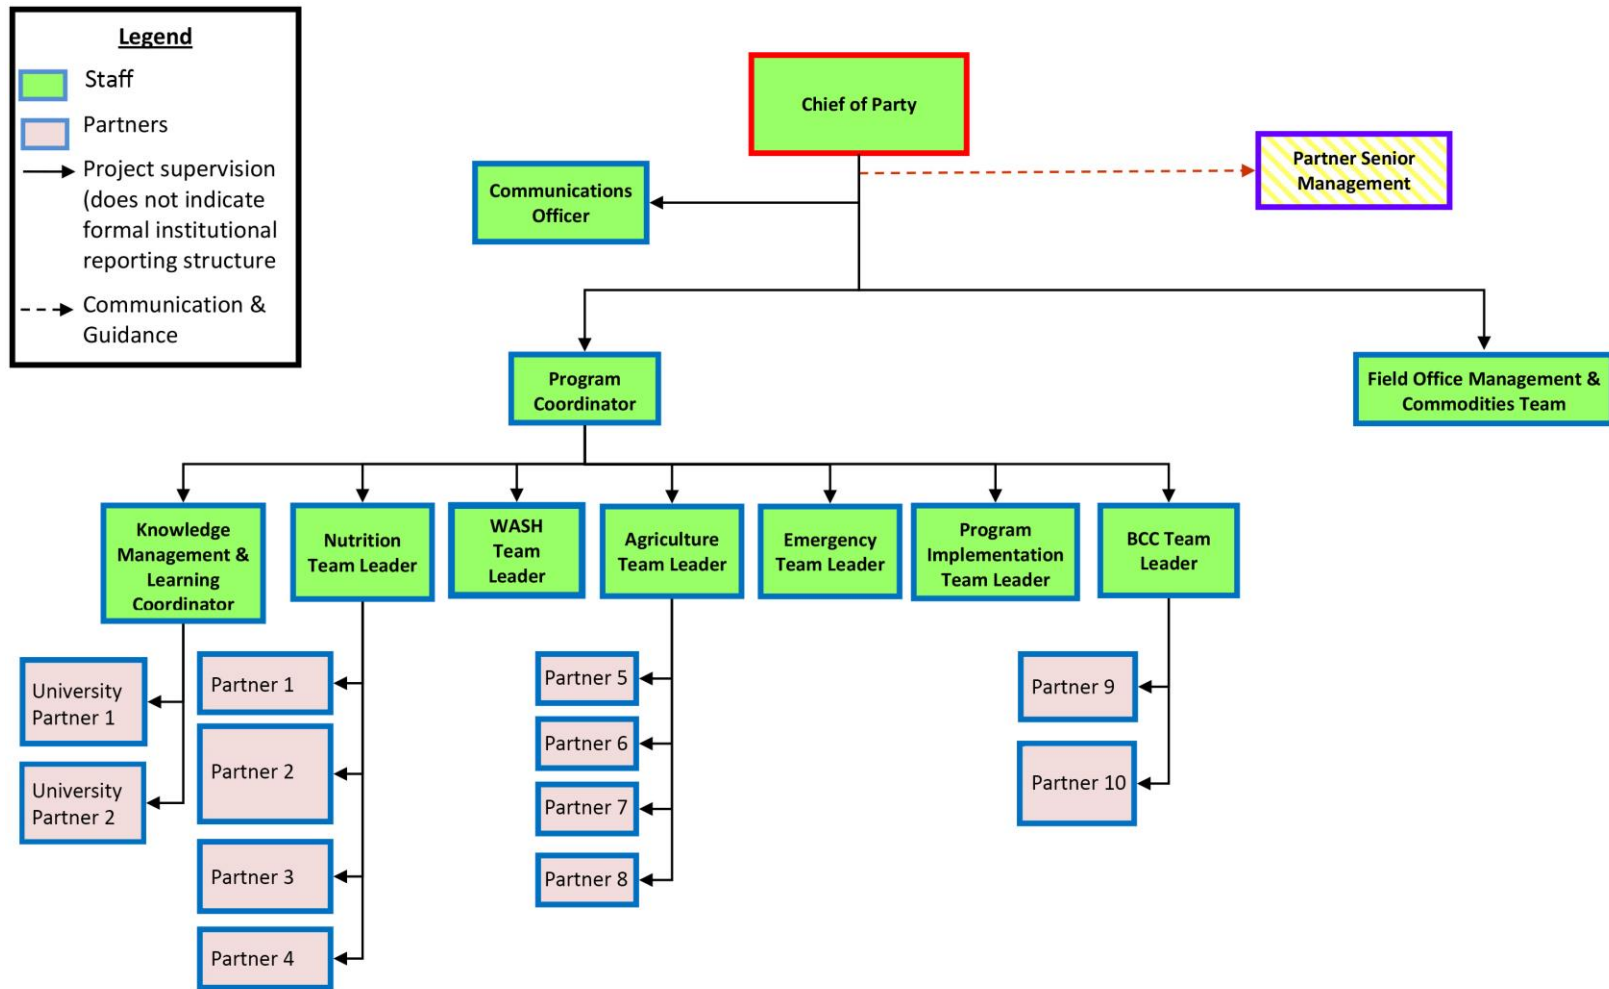 Legend
Staff
Partners
Project supervision
(does not indicate
formal institutional
reporting structure
Communication &
Guidance
Chief of Party
Partner Senior
Management
Communications
Officer
Program
Coordinator
Field Office Management &
Commodities Team
Knowledge
Management &
Learning
Coordinator
Nutrition
Team Leader
WASH
Team
Leader
Agriculture
Team Leader
Emergency
Team Leader
Program
Implementation
Team Leader
BCC Team
Leader
University
Partner 1
University
Partner 2
Partner 1
Partner 2
Partner 3
Partner 4
Partner 5
Partner 6
Partner 7
Partner 8
Partner 9
Partner 10